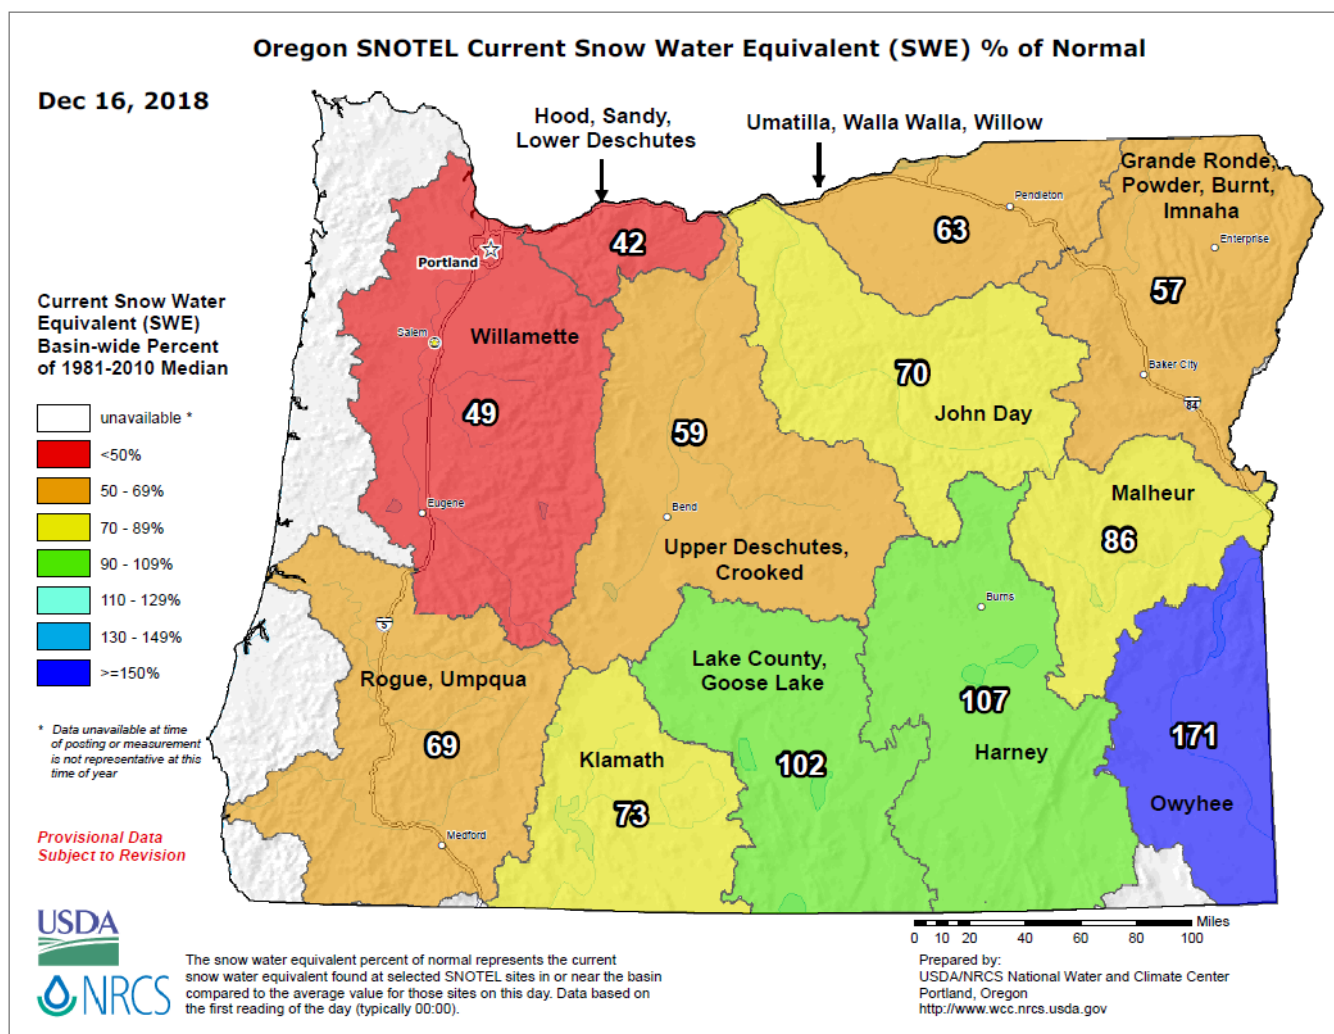 Oregon SNOTEL Current Snow Water Equivalent (SWE) % of Normal
Dec 16, 2018
Hood, Sandy,
Lower Deschutes
Umatilla, Walla Walla, Willow
Grande Ronde,
Powder, Burnt,
Imnaha
Pendleton
Enterprise
42
63
57
Portland
Willamette
Salem
49
59
70
John Day
Baker City
84
Eugene
Bend
Upper Deschutes,
Crooked
Malheur
86
Burns
5
Rogue, Umpqua
69
Lake County,
Goose Lake
102
107
Harney
171
Owyhee
Klamath
73
Medford
Current Snow Water
Equivalent (SWE)
Basin-wide Percent
of 1981-2010 Median
unavailable *
<50%
50 - 69%
70 - 89%
90 - 109%
110 - 129%
130 - 149%
>=150%
* Data unavailable at time
of posting or measurement
is not representative at this
time of year
Provisional Data
Subject to Revision
USDA
NRCS
The snow water equivalent percent of normal represents the current
snow water equivalent found at selected SNOTEL sites in or near the basin
compared to the average value for those sites on this day. Data based on
the first reading of the day (typically 00:00).
Miles
0 10 20 40 60 80 100
Prepared by:
USDA/NRCS National Water and Climate Center
Portland, Oregon
http://www.wcc.nrcs.usda.gov